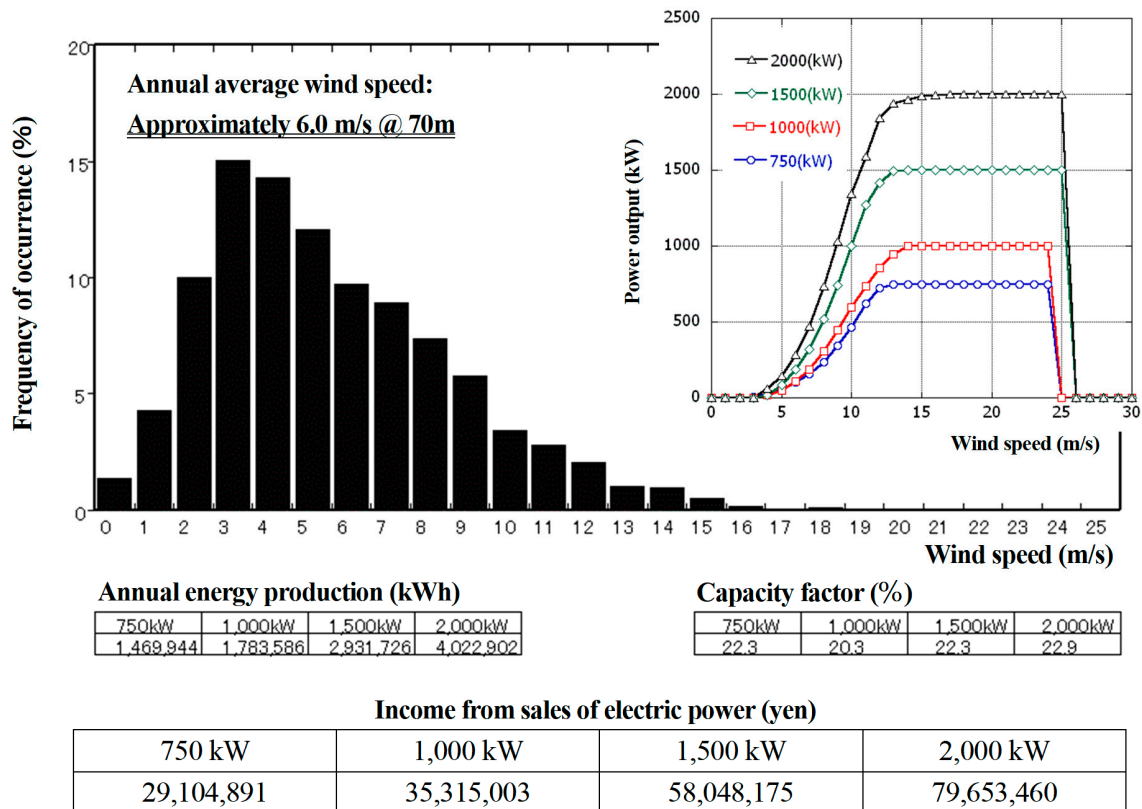 Annual average wind speed:
Approximately 6.0 m/s @ 70m
Frequency of occurrence (%)
20
15
10
5
0
0 1 2 3 4 5 6 7 8 9 10 11 12 13 14 15 16 17 18 19 20 21 22 23 24 25
Wind speed (m/s)
2500
2000
1500
1000
500
0
Power output (kW)
2000(kW)
1500(kW)
1000(kW)
750(kW)
0 5 10 15 20 25 30
Wind speed (m/s)
Annual energy production (kWh)
750kW 1,000kW 1,500kW 2,000kW
1,469,944 1,783,586 2,931,726 4,022,902
Capacity factor (%)
750kW 1,000kW 1,500kW 2,000kW
22.3 20.3 22.3 22.9
Income from sales of electric power (yen)
750 kW 1,000 kW 1,500 kW 2,000 kW
29,104,891 35,315,003 58,048,175 79,653,460